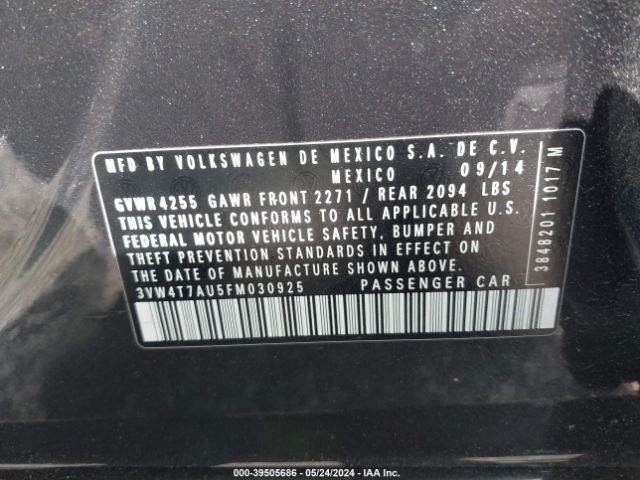 MFD BY VOLKSWAGEN DE MEXICO S.A. DE C.V.
MEXICO 09/14
GVWR 4255 GAWR FRONT 2271 / REAR 2094 LBS
THIS VEHICLE CONFORMS TO ALL APPLICABLE U.S.
FEDERAL MOTOR VEHICLE SAFETY, BUMPER AND
THEFT PREVENTION STANDARDS IN EFFECT ON
THE DATE OF MANUFACTURE SHOWN ABOVE.
3VW4T7AU5FM030925 PASSENGER CAR
3848201 1017 M
000-39505686 - 05/24/2024 - IAA Inc.